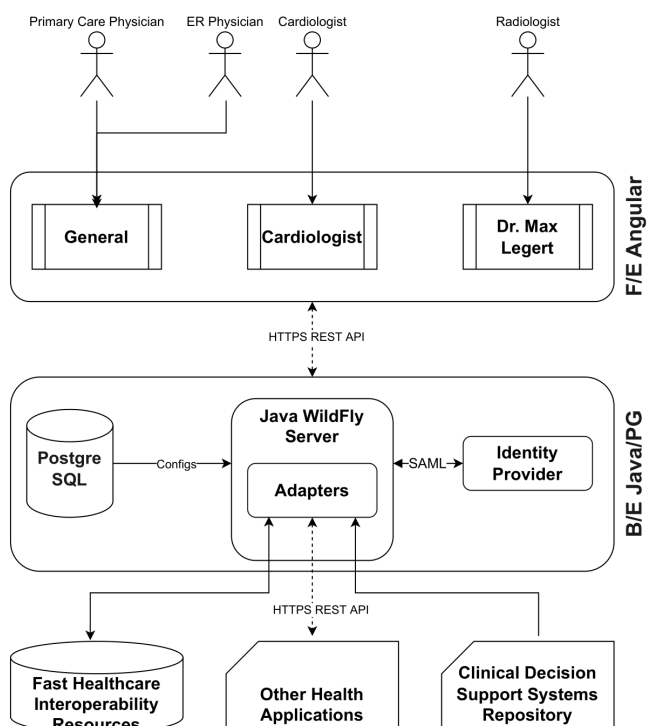 Primary Care Physician
ER Physician
Cardiologist
Radiologist
General
Cardiologist
Dr. Max
Legert
F/E Angular
HTTPS REST API
Postgre
SQL
Configs
Java WildFly
Server
Adapters
SAML
Identity
Provider
B/E Java/PG
HTTPS REST API
Fast Healthcare
Interoperability
Resources
Other Health
Applications
Clinical Decision
Support Systems
Repository